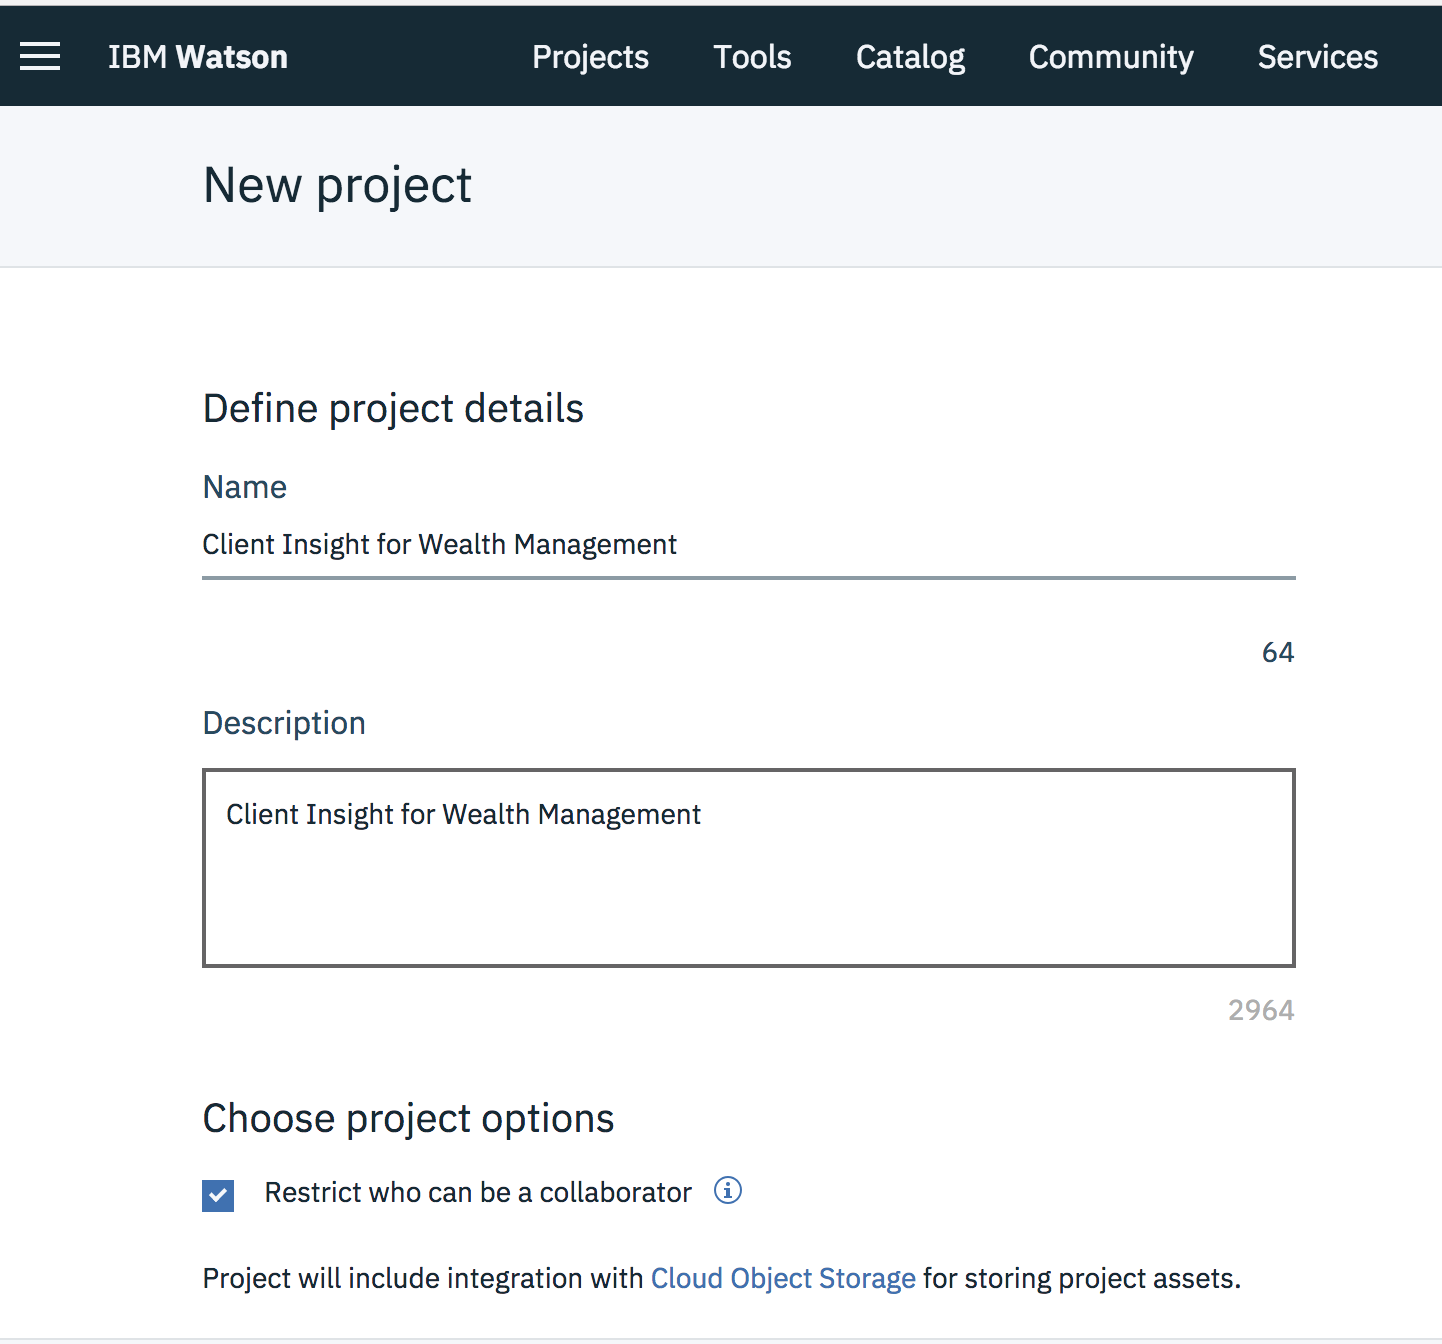 IBM Watson Projects Tools Catalog Community Services
New project
Define project details
Name
Client Insight for Wealth Management
64
Description
Client Insight for Wealth Management
2964
Choose project options
Restrict who can be a collaborator
Project will include integration with Cloud Object Storage for storing project assets.